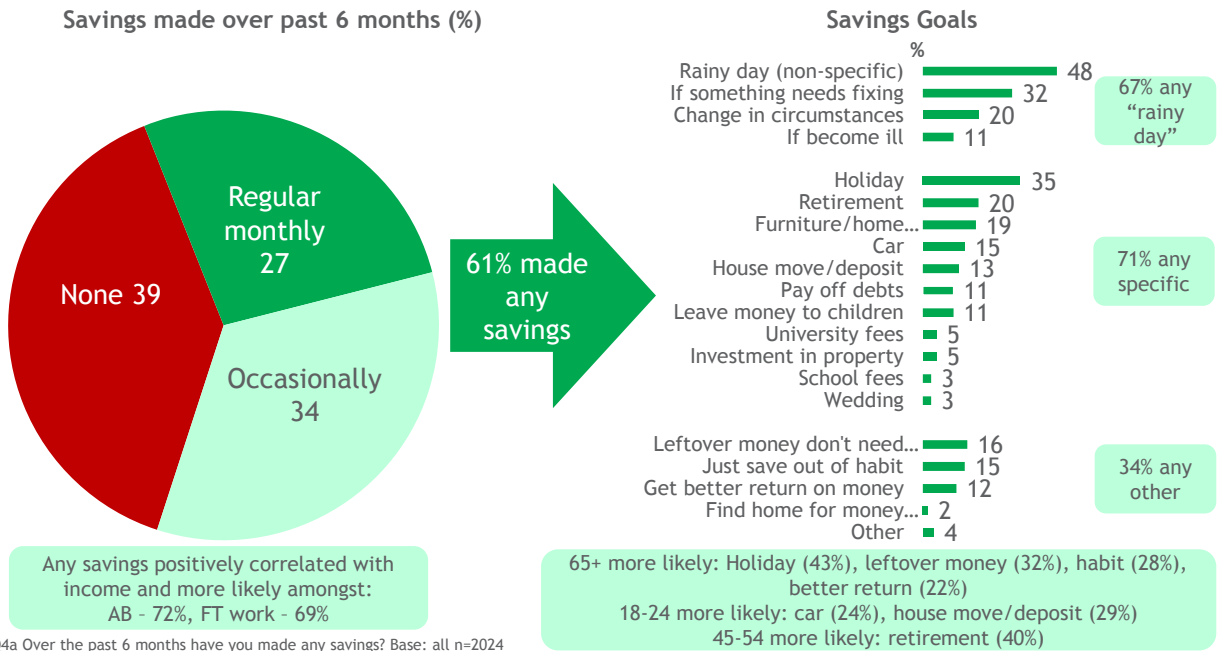 Savings made over past 6 months (%)
Regular
monthly
27
None 39
Occasionally
34
61% made
any
savings
Any savings positively correlated with
income and more likely amongst:
AB – 72%, FT work – 69%
Savings Goals
%
Rainy day (non-specific) 48
If something needs fixing 32
Change in circumstances 20
If become ill 11
67% any
“rainy
day”
Holiday 35
Retirement 20
Furniture/home… 19
Car 15
House move/deposit 13
Pay off debts 11
Leave money to children 11
University fees 5
Investment in property 5
School fees 3
Wedding 3
71% any
specific
Leftover money don't need… 16
Just save out of habit 15
Get better return on money 12
Find home for money… 2
Other 4
34% any
other
65+ more likely: Holiday (43%), leftover money (32%), habit (28%),
better return (22%)
18-24 more likely: car (24%), house move/deposit (29%)
45-54 more likely: retirement (40%)
4a Over the past 6 months have you made any savings? Base: all n=2024